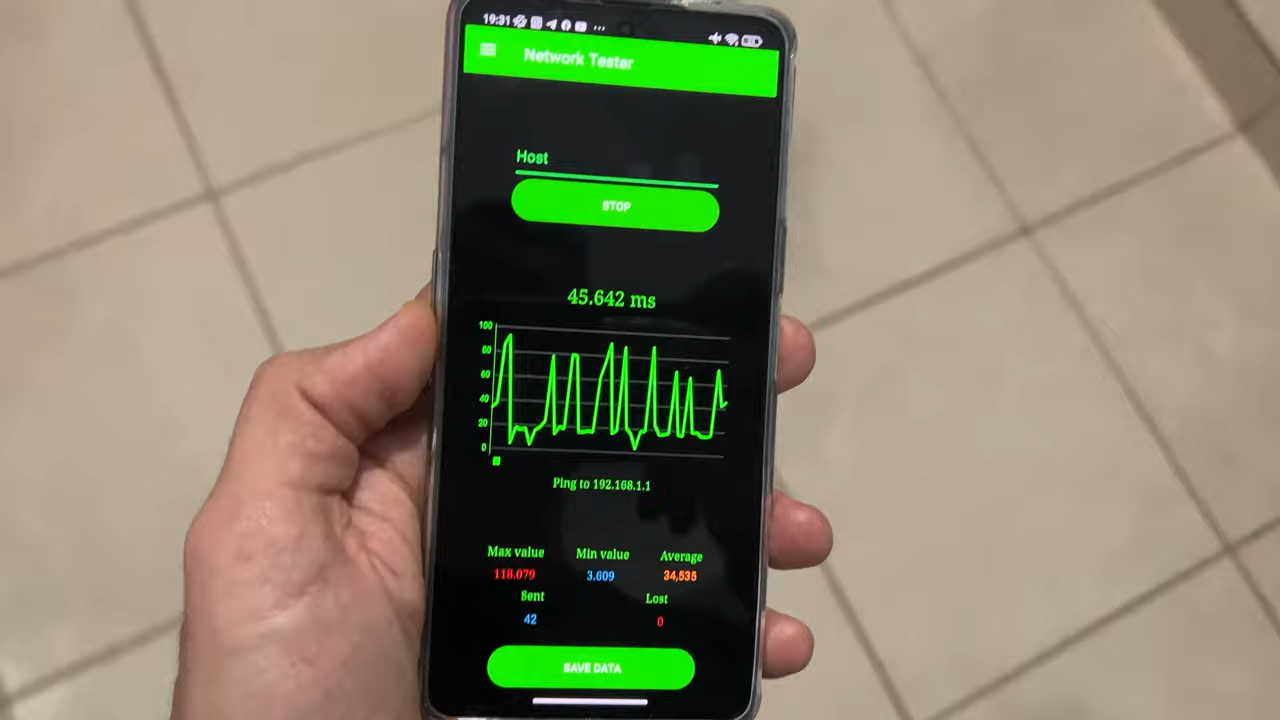 19:31
Network Tester
Host
STOP
45.642 ms
100
80
60
40
20
0
Ping to 192.168.1.1
Max value Min value Average
118.079 3.609 34,535
Sent Lost
42 0
SAVE DATA